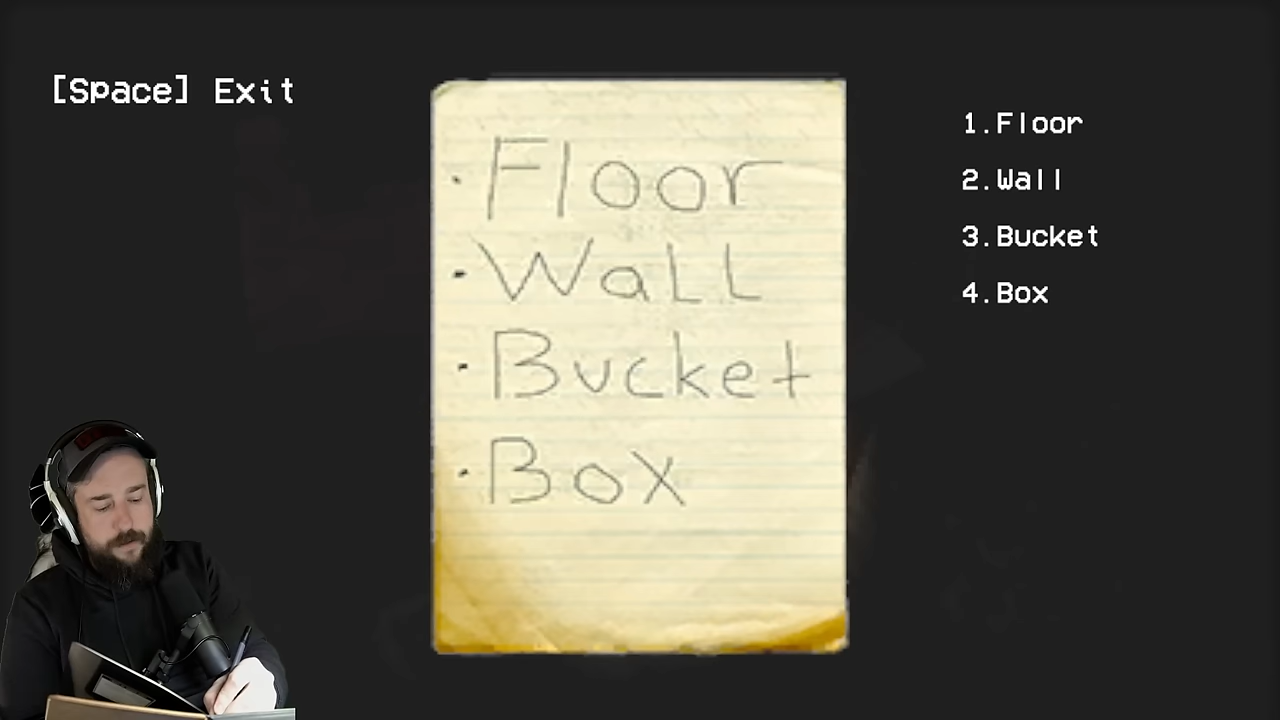 [Space] Exit
· Floor
· Wall
· Bucket
· Box
1.Floor
2.Wall
3.Bucket
4.Box